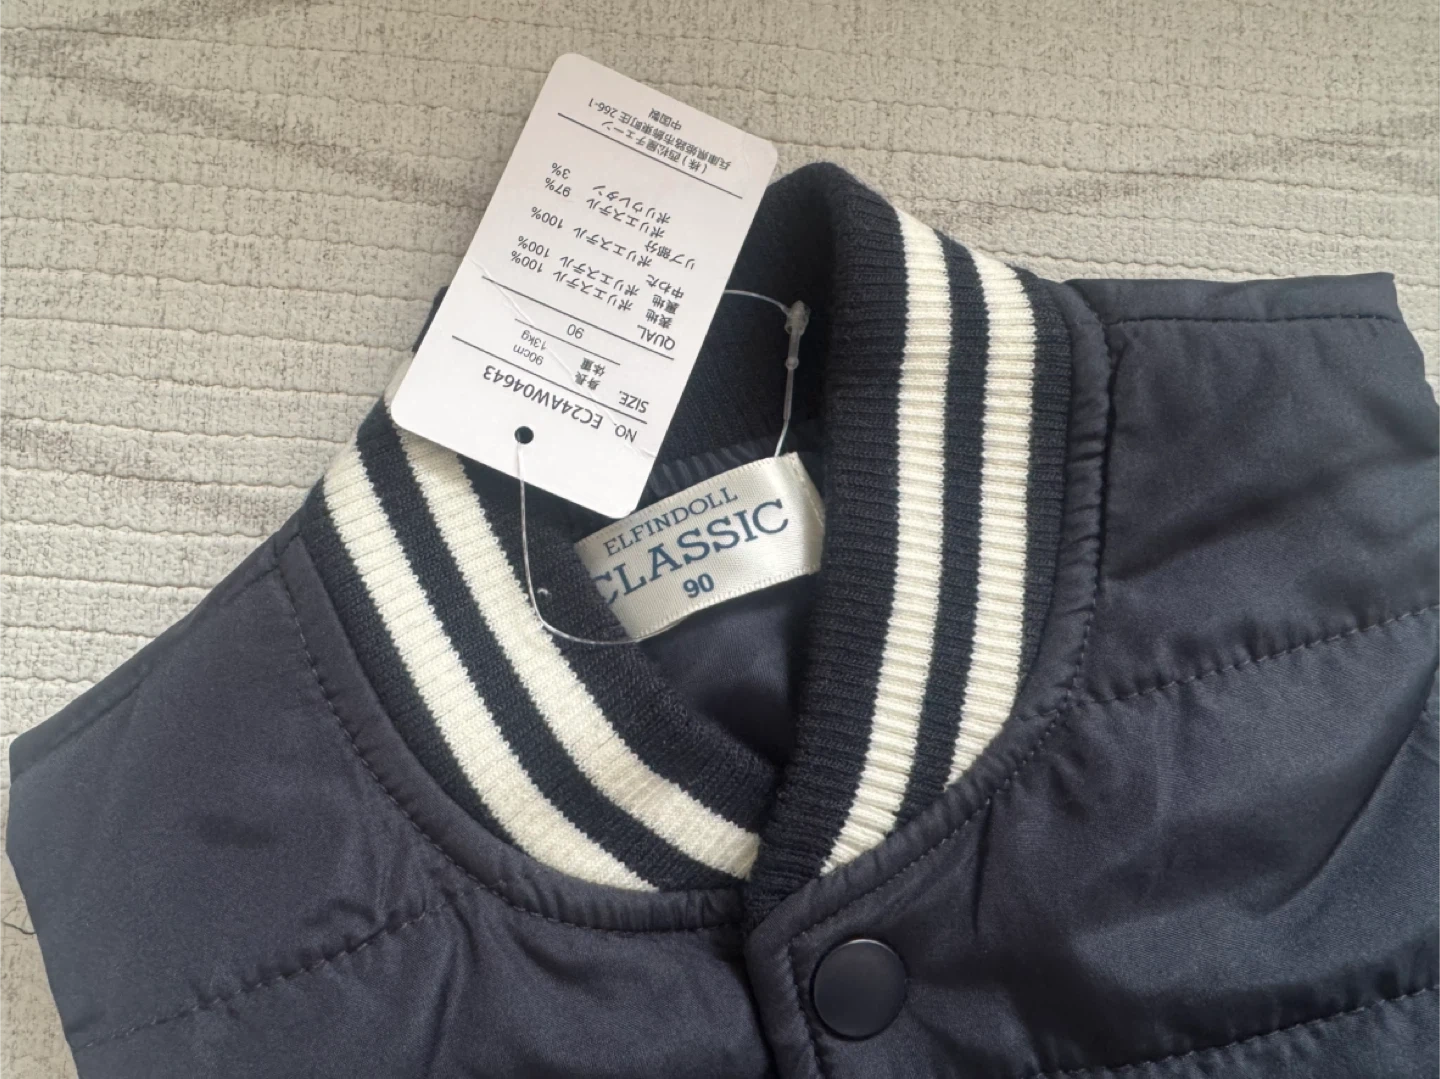 NO. EC24AW04643
SIZE.
身長 90cm
体重 13kg
90
QUAL.
表地 ポリエステル 100%
裏地 ポリエステル 100%
中わた ポリエステル 100%
リブ部分
ポリエステル 97%
ポリウレタン 3%
(株)西松屋チェーン
兵庫県姫路市飾東町庄266-1
中国製
ELFINDOLL
CLASSIC
90